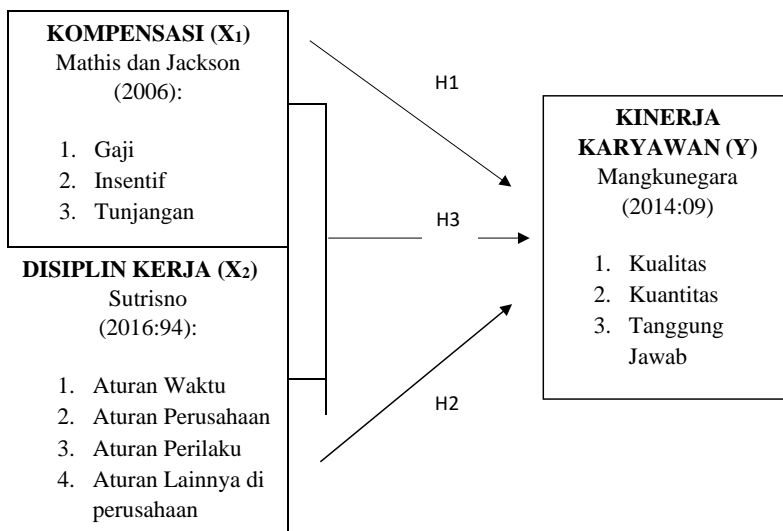 KOMPENSASI (X₁)
Mathis dan Jackson
(2006):
1. Gaji
2. Insentif
3. Tunjangan
DISIPLIN KERJA (X₂)
Sutrisno
(2016:94):
1. Aturan Waktu
2. Aturan Perusahaan
3. Aturan Perilaku
4. Aturan Lainnya di
perusahaan
H1
H3
H2
KINERJA
KARYAWAN (Y)
Mangkunegara
(2014:09)
1. Kualitas
2. Kuantitas
3. Tanggung
Jawab